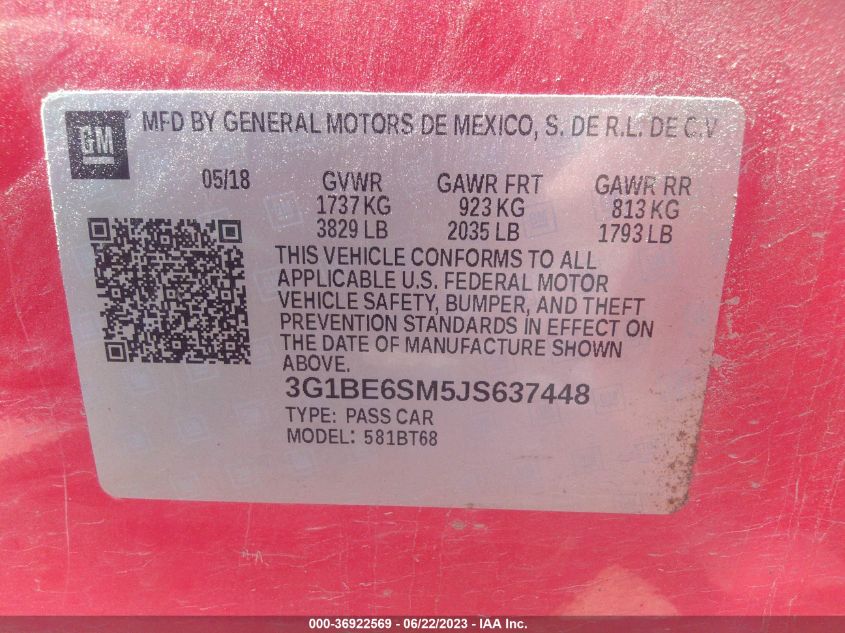 GM
® MFD BY GENERAL MOTORS DE MEXICO, S. DE R.L. DE C.V
05/18 GVWR GAWR FRT GAWR RR
1737 KG 923 KG 813 KG
3829 LB 2035 LB 1793 LB
THIS VEHICLE CONFORMS TO ALL
APPLICABLE U.S. FEDERAL MOTOR
VEHICLE SAFETY, BUMPER, AND THEFT
PREVENTION STANDARDS IN EFFECT ON
THE DATE OF MANUFACTURE SHOWN
ABOVE.
3G1BE6SM5JS637448
TYPE: PASS CAR
MODEL: 581BT68
000-36922569 - 06/22/2023 - IAA Inc.